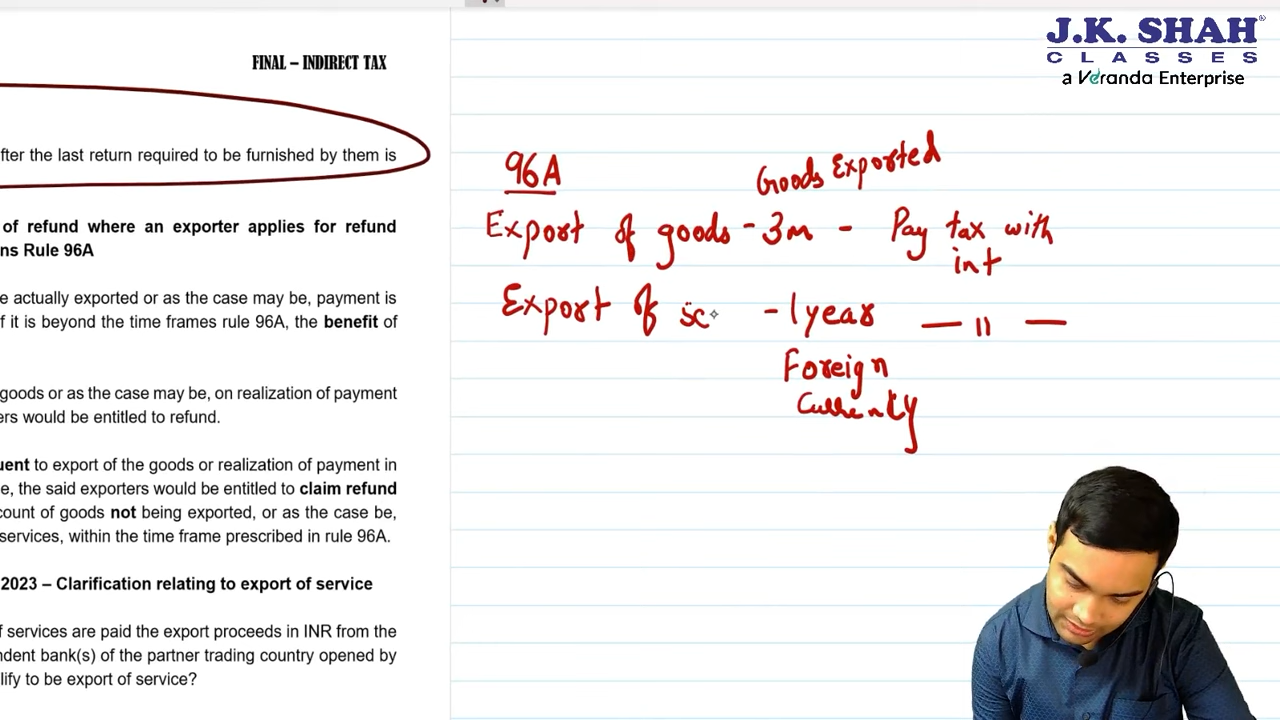 J.K. SHAH®
CLASSES
a Veranda Enterprise
FINAL – INDIRECT TAX
fter the last return required to be furnished by them is
of refund where an exporter applies for refund
ns Rule 96A
e actually exported or as the case may be, payment is
f it is beyond the time frames rule 96A, the benefit of
goods or as the case may be, on realization of payment
ers would be entitled to refund.
uent to export of the goods or realization of payment in
e, the said exporters would be entitled to claim refund
count of goods not being exported, or as the case be,
services, within the time frame prescribed in rule 96A.
2023 – Clarification relating to export of service
f services are paid the export proceeds in INR from the
ndent bank(s) of the partner trading country opened by
lify to be export of service?
96A
Goods Exported
Export of goods - 3m - Pay tax with
int
Export of sc - 1 year — 11 —
Foreign
Currency